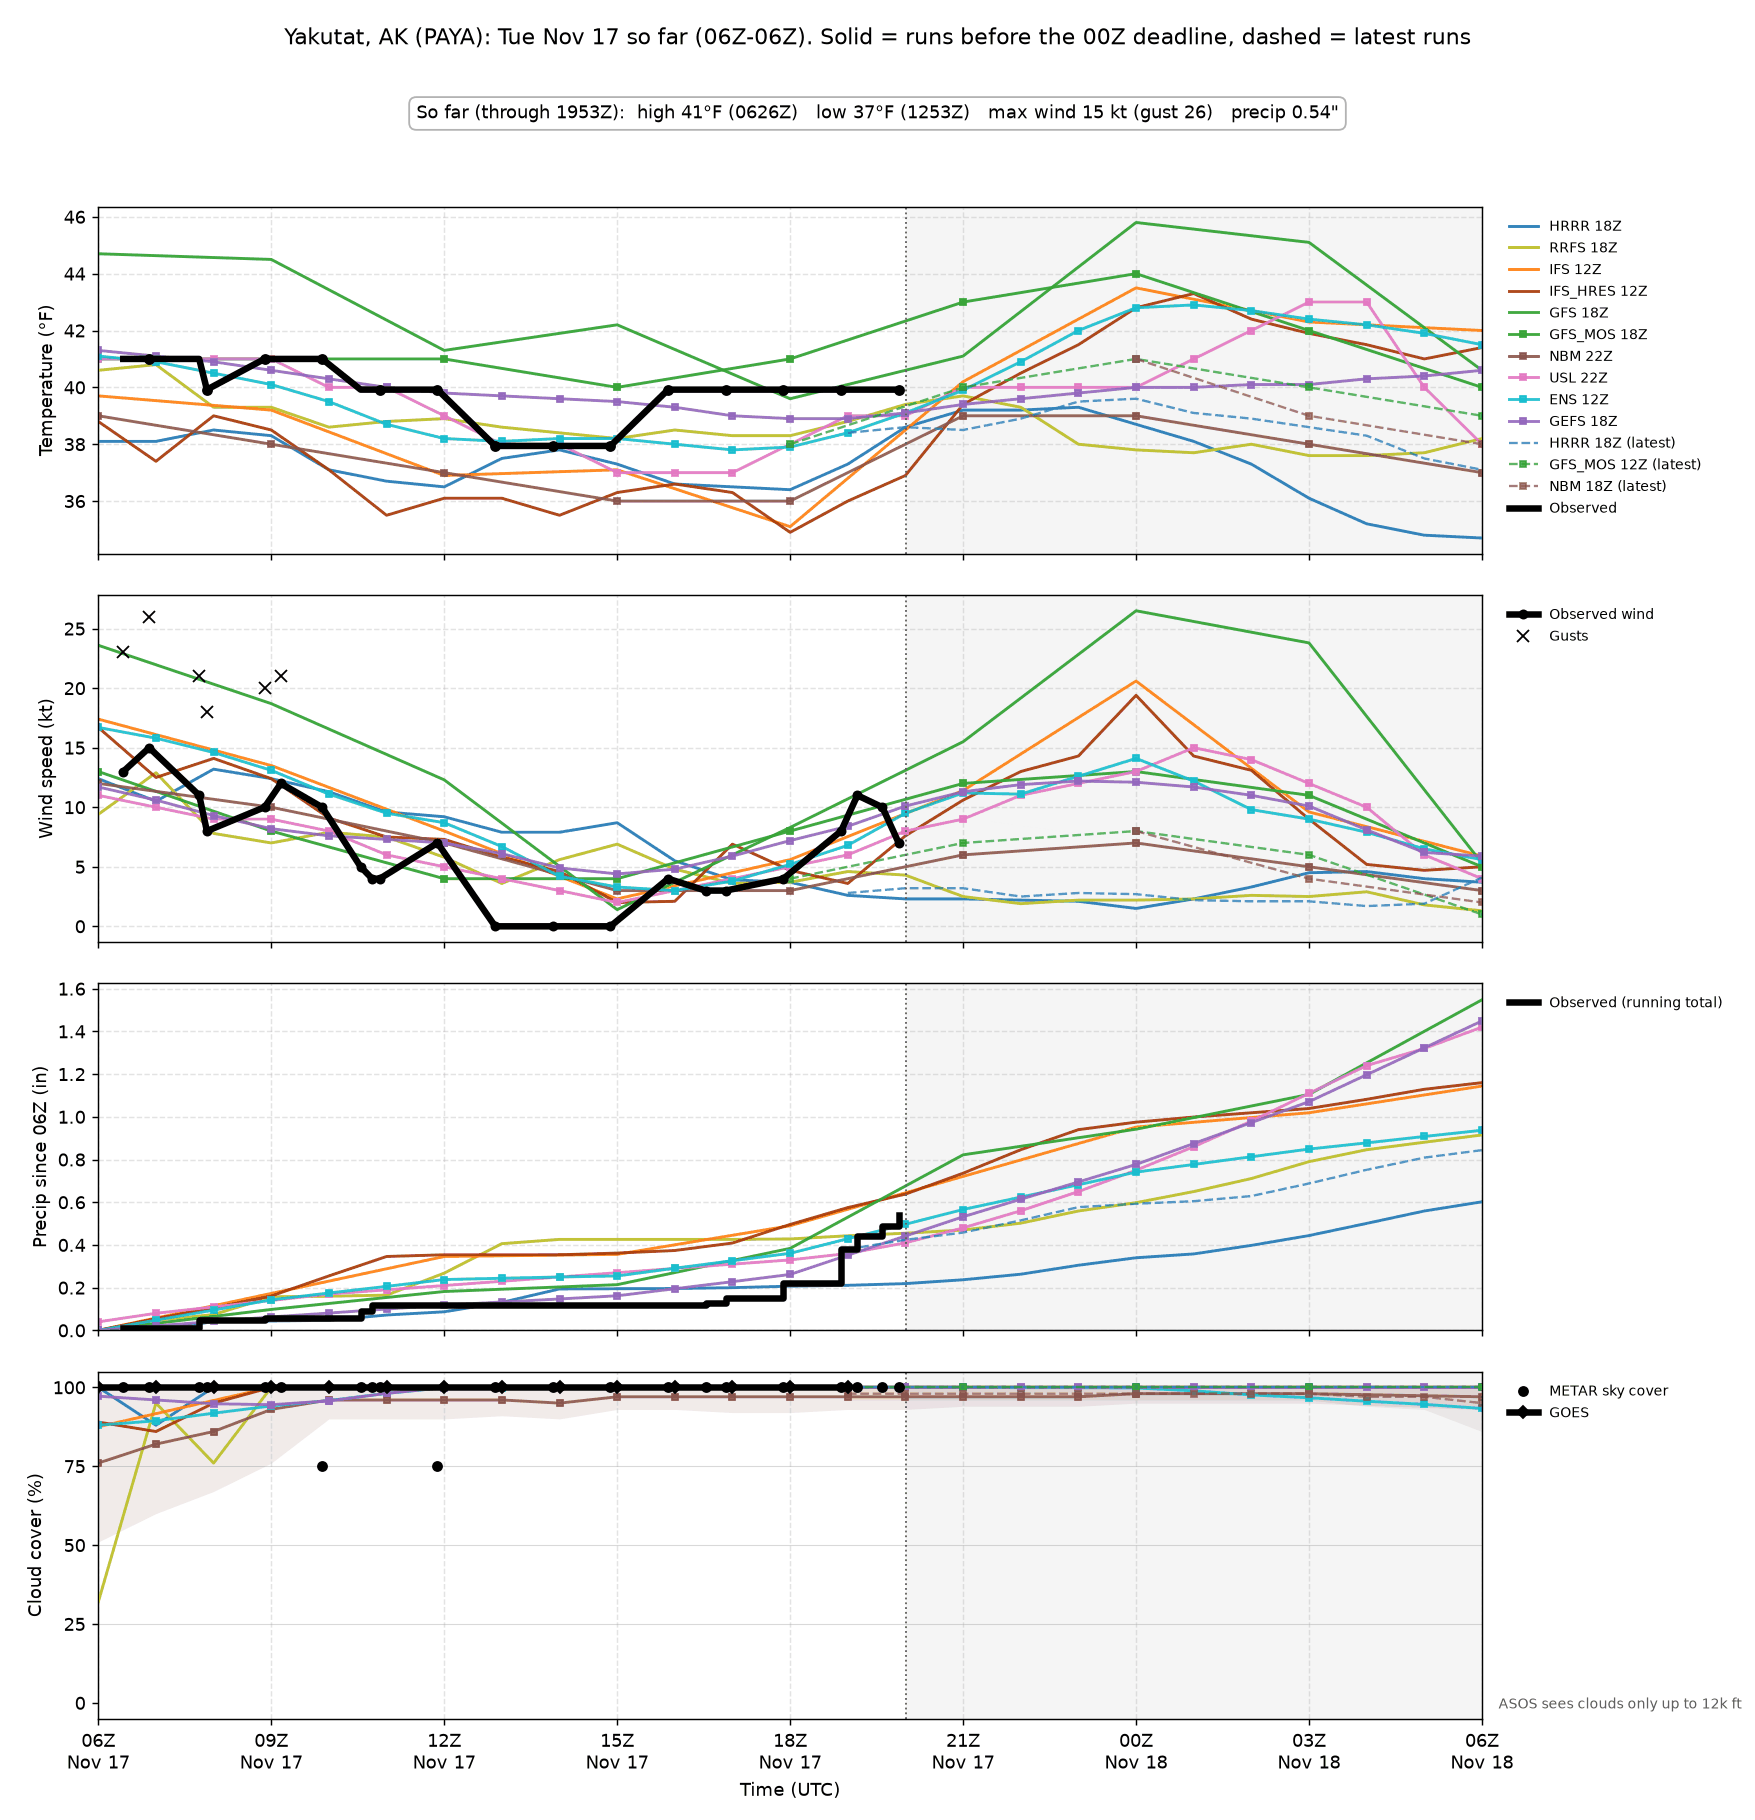 Yakutat, AK (PAYA): Tue Nov 17 so far (06Z-06Z). Solid = runs before the 00Z deadline, dashed = latest runs
So far (through 1953Z):  high 41°F (0626Z)   low 37°F (1253Z)   max wind 15 kt (gust 26)   precip 0.54"
Temperature (°F)
46
44
42
40
38
36
HRRR 18Z
RRFS 18Z
IFS 12Z
IFS_HRES 12Z
GFS 18Z
GFS_MOS 18Z
NBM 22Z
USL 22Z
ENS 12Z
GEFS 18Z
HRRR 18Z (latest)
GFS_MOS 12Z (latest)
NBM 18Z (latest)
Observed
Wind speed (kt)
25
20
15
10
5
0
Observed wind
Gusts
Precip since 06Z (in)
1.6
1.4
1.2
1.0
0.8
0.6
0.4
0.2
0.0
Observed (running total)
Cloud cover (%)
100
75
50
25
0
METAR sky cover
GOES
ASOS sees clouds only up to 12k ft
06Z
Nov 17
09Z
Nov 17
12Z
Nov 17
15Z
Nov 17
18Z
Nov 17
21Z
Nov 17
00Z
Nov 18
03Z
Nov 18
06Z
Nov 18
Time (UTC)